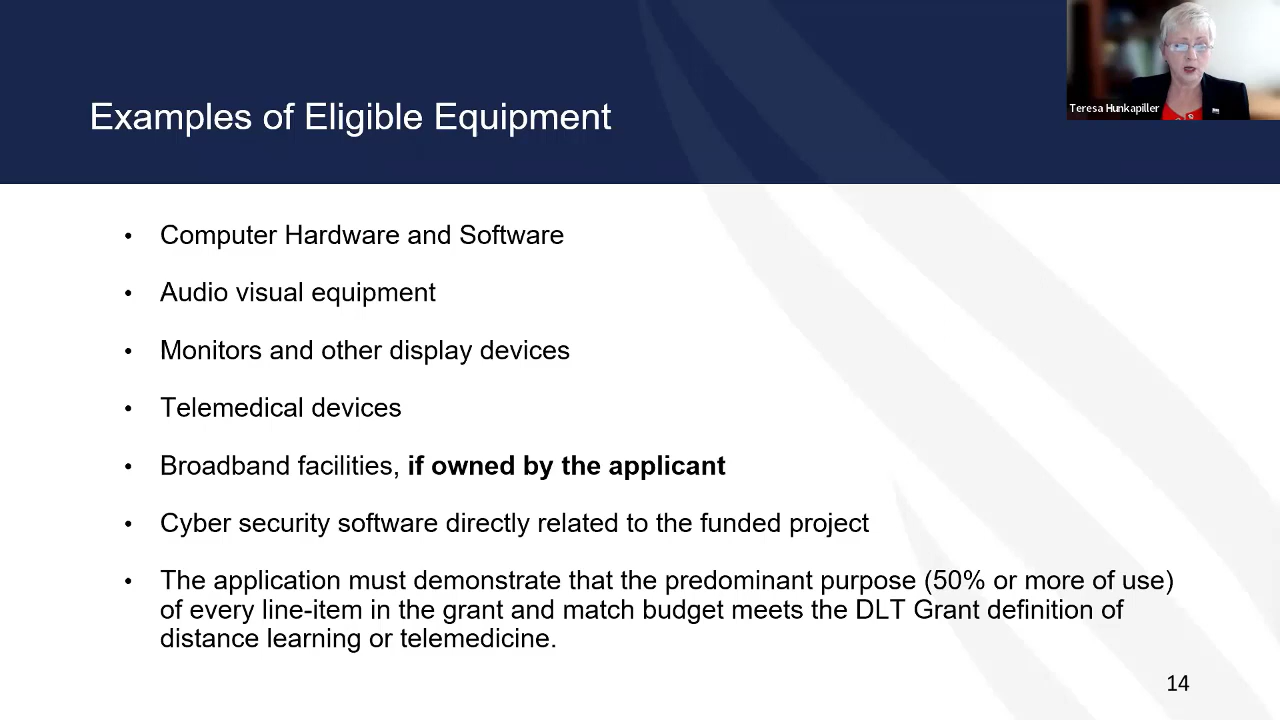 Teresa Hunkapiller
Examples of Eligible Equipment
• Computer Hardware and Software
• Audio visual equipment
• Monitors and other display devices
• Telemedical devices
• Broadband facilities, if owned by the applicant
• Cyber security software directly related to the funded project
• The application must demonstrate that the predominant purpose (50% or more of use)
of every line-item in the grant and match budget meets the DLT Grant definition of
distance learning or telemedicine.
14